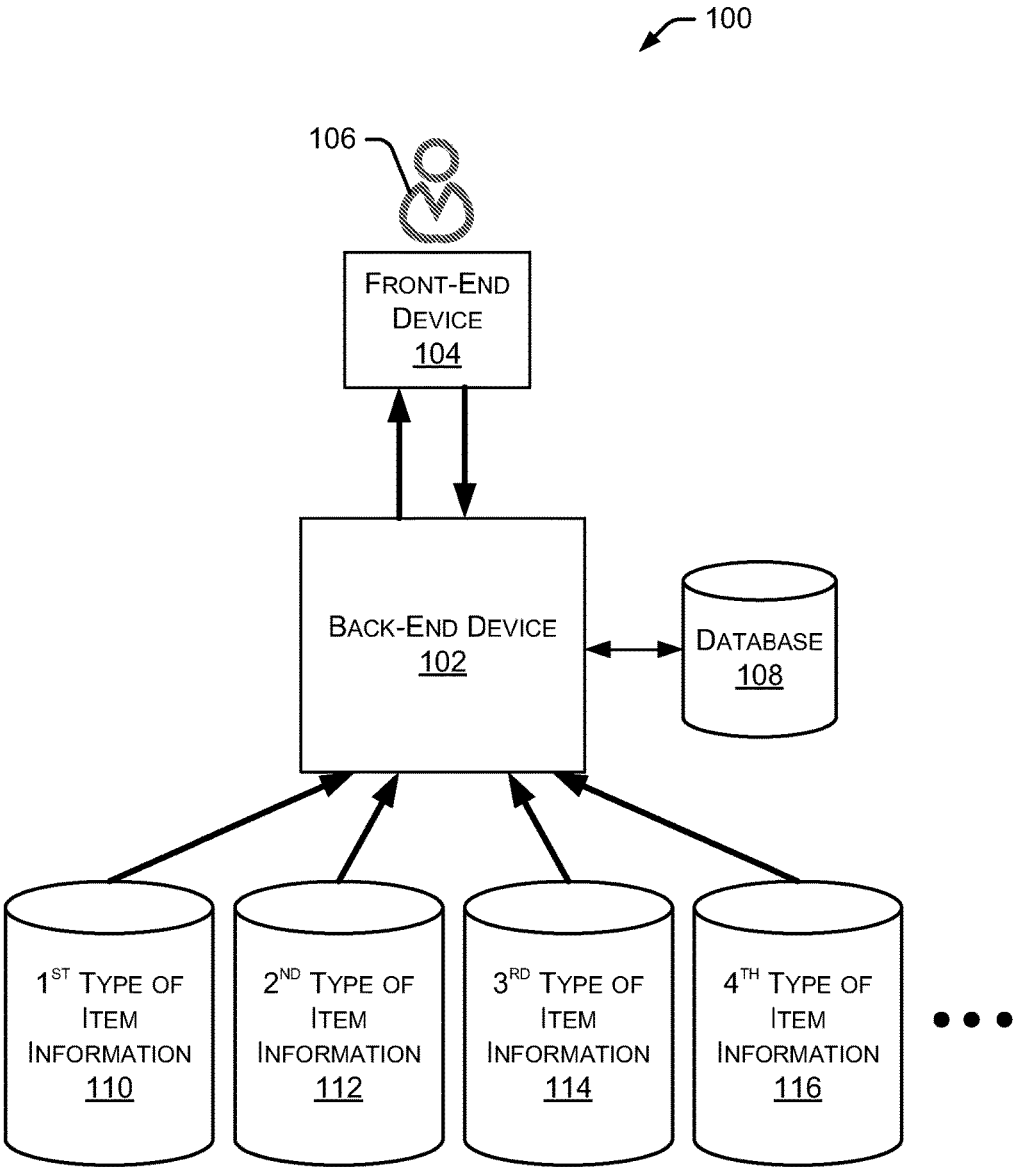 100
106
FRONT-END
DEVICE
104
BACK-END DEVICE
102
DATABASE
108
1ST TYPE OF
ITEM
INFORMATION
110
2ND TYPE OF
ITEM
INFORMATION
112
3RD TYPE OF
ITEM
INFORMATION
114
4TH TYPE OF
ITEM
INFORMATION
116